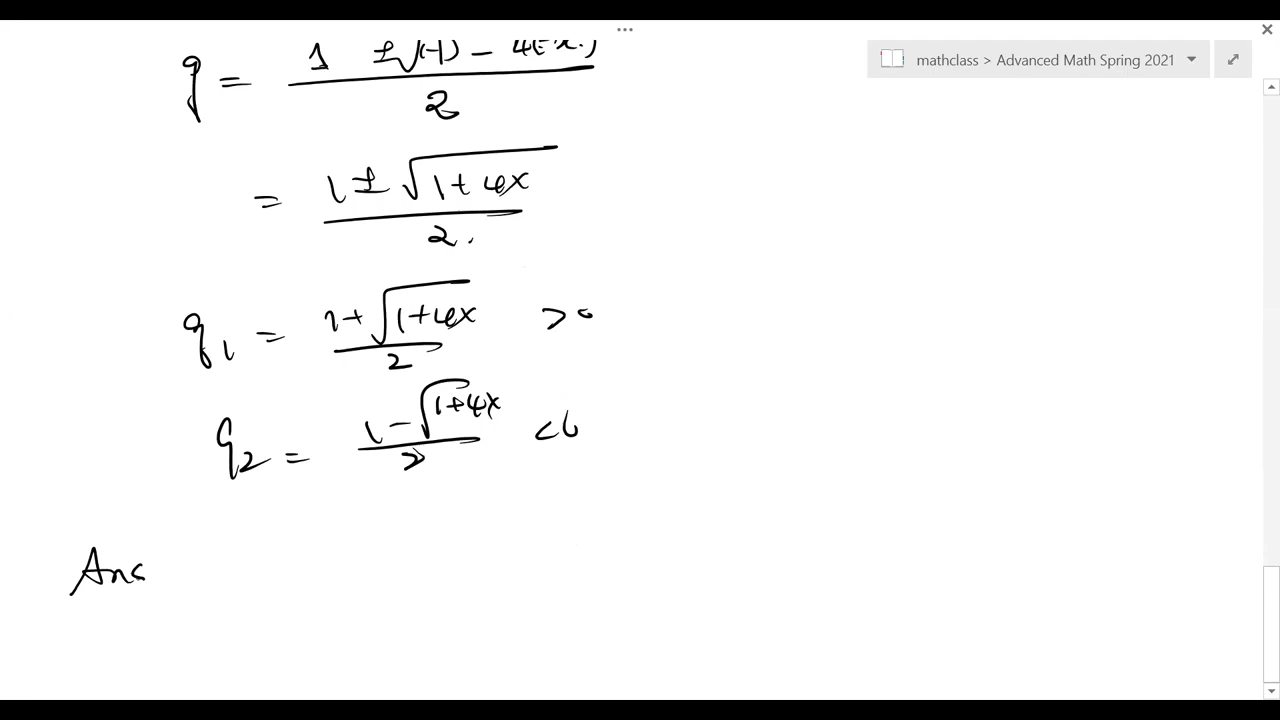 mathclass > Advanced Math Spring 2021
q = (1 ± √((-1) - 4(-x))) / 2
= (1 ± √(1+4x)) / 2.
q₁ = (1 + √(1+4x)) / 2 >0
q₂ = (1 - √(1+4x)) / 2 <0
Ans